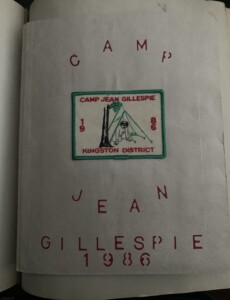 CAMP
CAMP JEAN GILLESPIE
19 86
KINGSTON DISTRICT
JEAN
GILLESPIE
1986